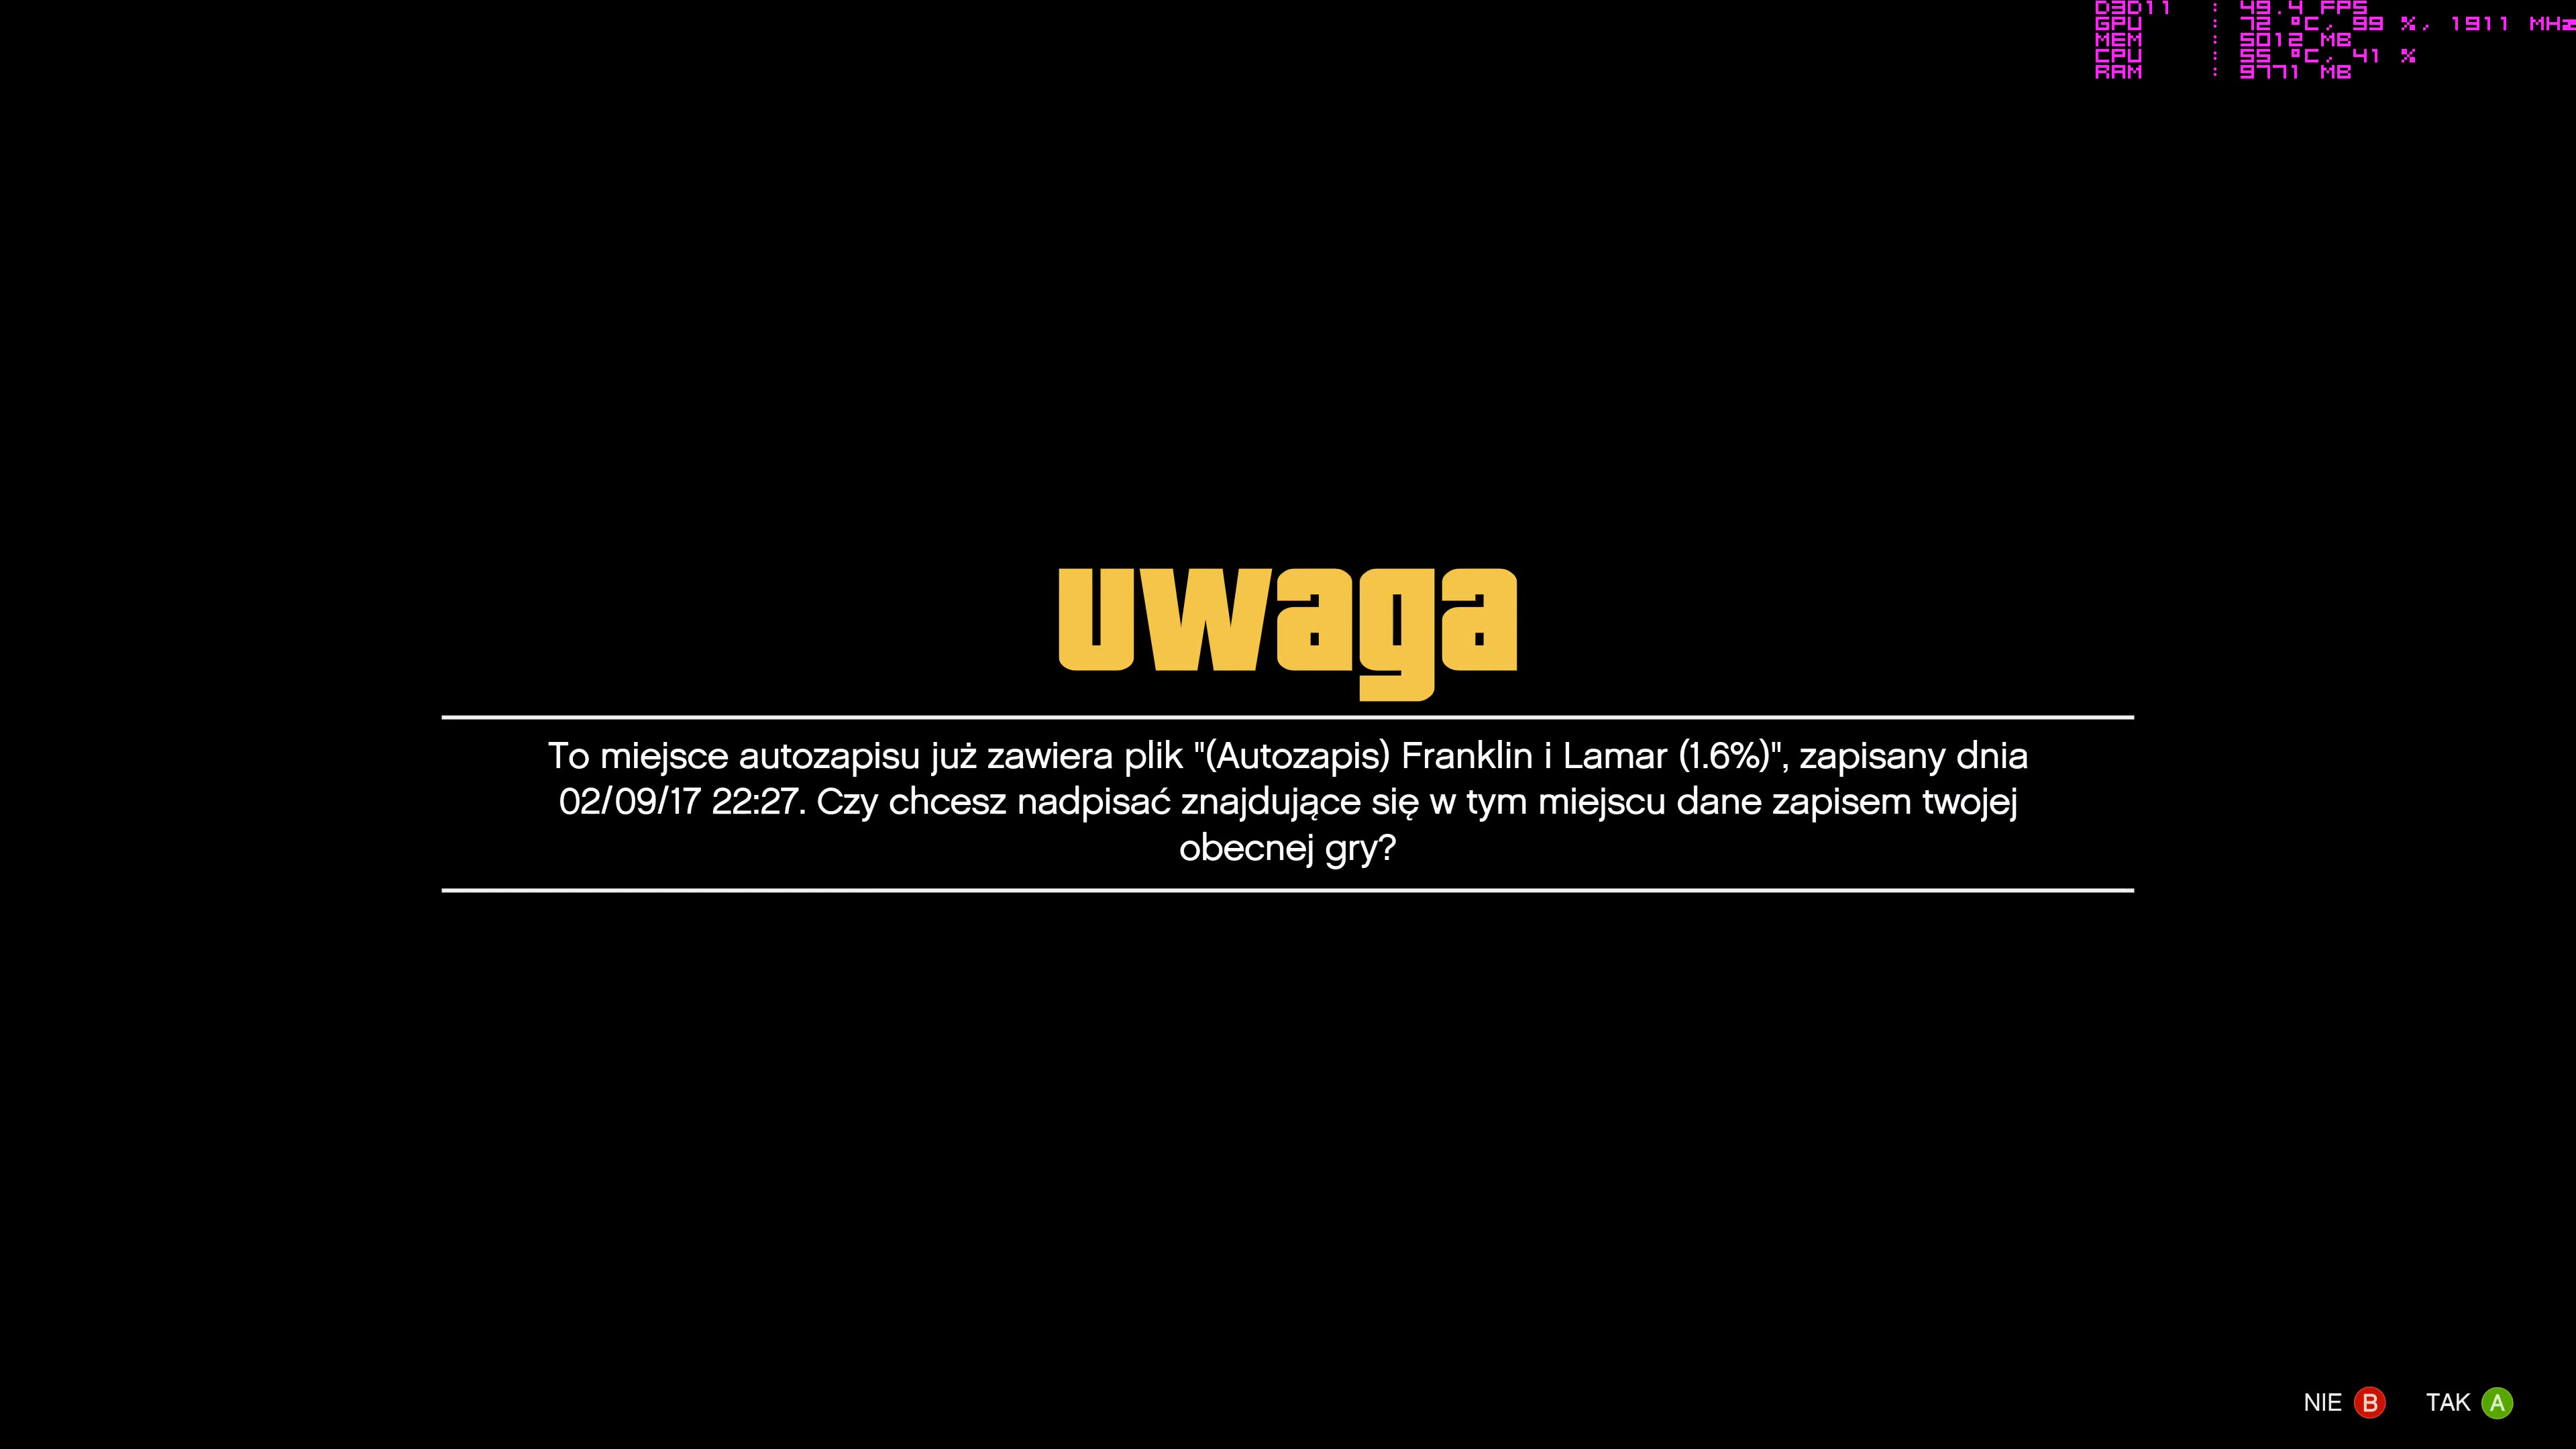 D3D11 : 49.4 FPS
GPU : 72 °C, 99 %, 1911 MHz
MEM : 5012 MB
CPU : 55 °C, 41 %
RAM : 9771 MB
uwaga
To miejsce autozapisu już zawiera plik "(Autozapis) Franklin i Lamar (1.6%)", zapisany dnia
02/09/17 22:27. Czy chcesz nadpisać znajdujące się w tym miejscu dane zapisem twojej
obecnej gry?
NIE B TAK A